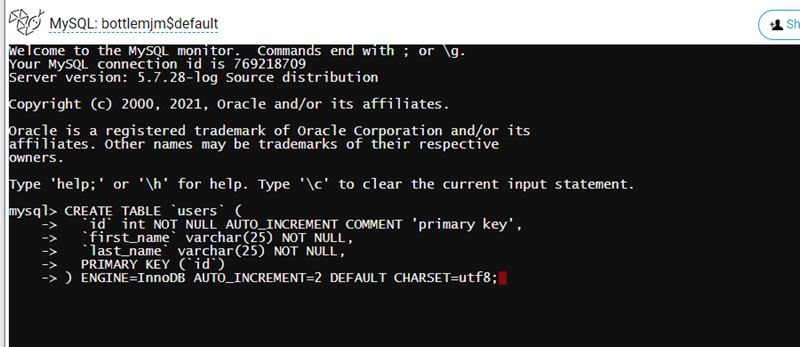 MySQL: bottlemjm$default
Sh
Welcome to the MySQL monitor.  Commands end with ; or \g.
Your MySQL connection id is 769218709
Server version: 5.7.28-log Source distribution
Copyright (c) 2000, 2021, Oracle and/or its affiliates.
Oracle is a registered trademark of Oracle Corporation and/or its
affiliates. Other names may be trademarks of their respective
owners.
Type 'help;' or '\h' for help. Type '\c' to clear the current input statement.
mysql> CREATE TABLE `users` (
    ->   `id` int NOT NULL AUTO_INCREMENT COMMENT 'primary key',
    ->   `first_name` varchar(25) NOT NULL,
    ->   `last_name` varchar(25) NOT NULL,
    ->   PRIMARY KEY (`id`)
    -> ) ENGINE=InnoDB AUTO_INCREMENT=2 DEFAULT CHARSET=utf8;